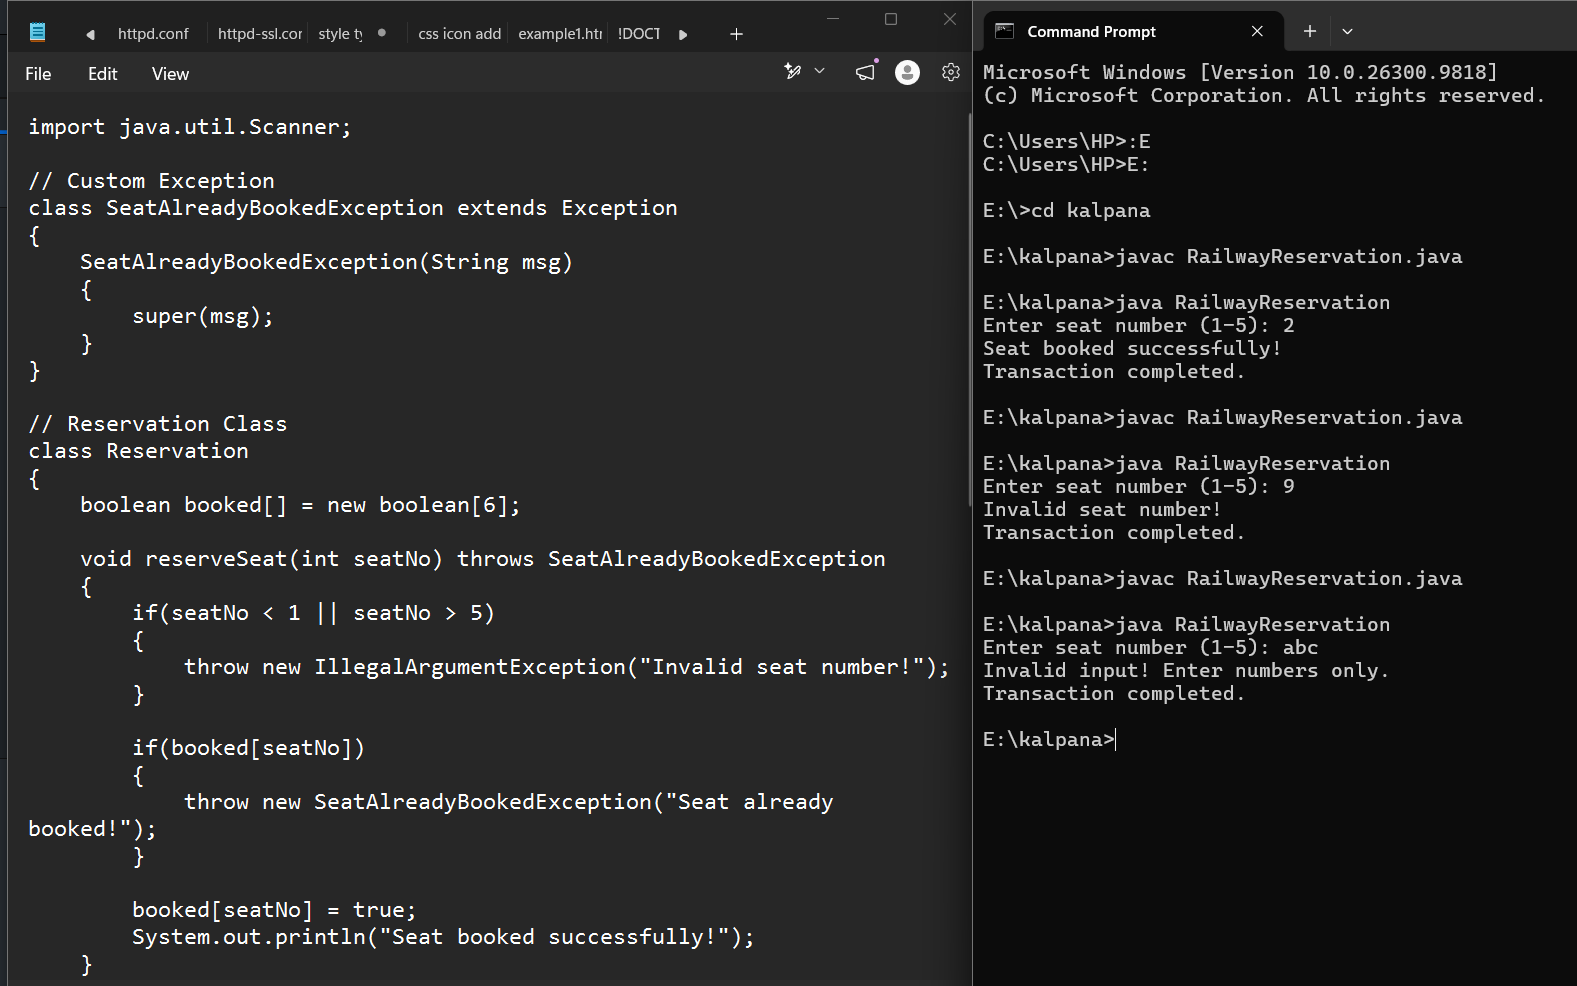 httpd.conf
httpd-ssl.cor
style ty
css icon add
example1.htı
!DOCT
File
Edit
View
import java.util.Scanner;
// Custom Exception
class SeatAlreadyBookedException extends Exception
{
SeatAlreadyBookedException(String msg)
{
super(msg);
}
}
// Reservation Class
class Reservation
{
boolean booked[] = new boolean[6];
void reserveSeat(int seatNo) throws SeatAlreadyBookedException
{
if(seatNo < 1 || seatNo > 5)
{
throw new IllegalArgumentException("Invalid seat number!");
}
if(booked[seatNo])
{
throw new SeatAlreadyBookedException("Seat already
booked!");
}
booked[seatNo] = true;
System.out.println("Seat booked successfully!");
}
Command Prompt
Microsoft Windows [Version 10.0.26300.9818]
(c) Microsoft Corporation. All rights reserved.
C:\Users\HP>:E
C:\Users\HP>E:
E:\>cd kalpana
E:\kalpana>javac RailwayReservation.java
E:\kalpana>java RailwayReservation
Enter seat number (1-5): 2
Seat booked successfully!
Transaction completed.
E:\kalpana>javac RailwayReservation.java
E:\kalpana>java RailwayReservation
Enter seat number (1-5): 9
Invalid seat number!
Transaction completed.
E:\kalpana>javac RailwayReservation.java
E:\kalpana>java RailwayReservation
Enter seat number (1-5): abc
Invalid input! Enter numbers only.
Transaction completed.
E:\kalpana>